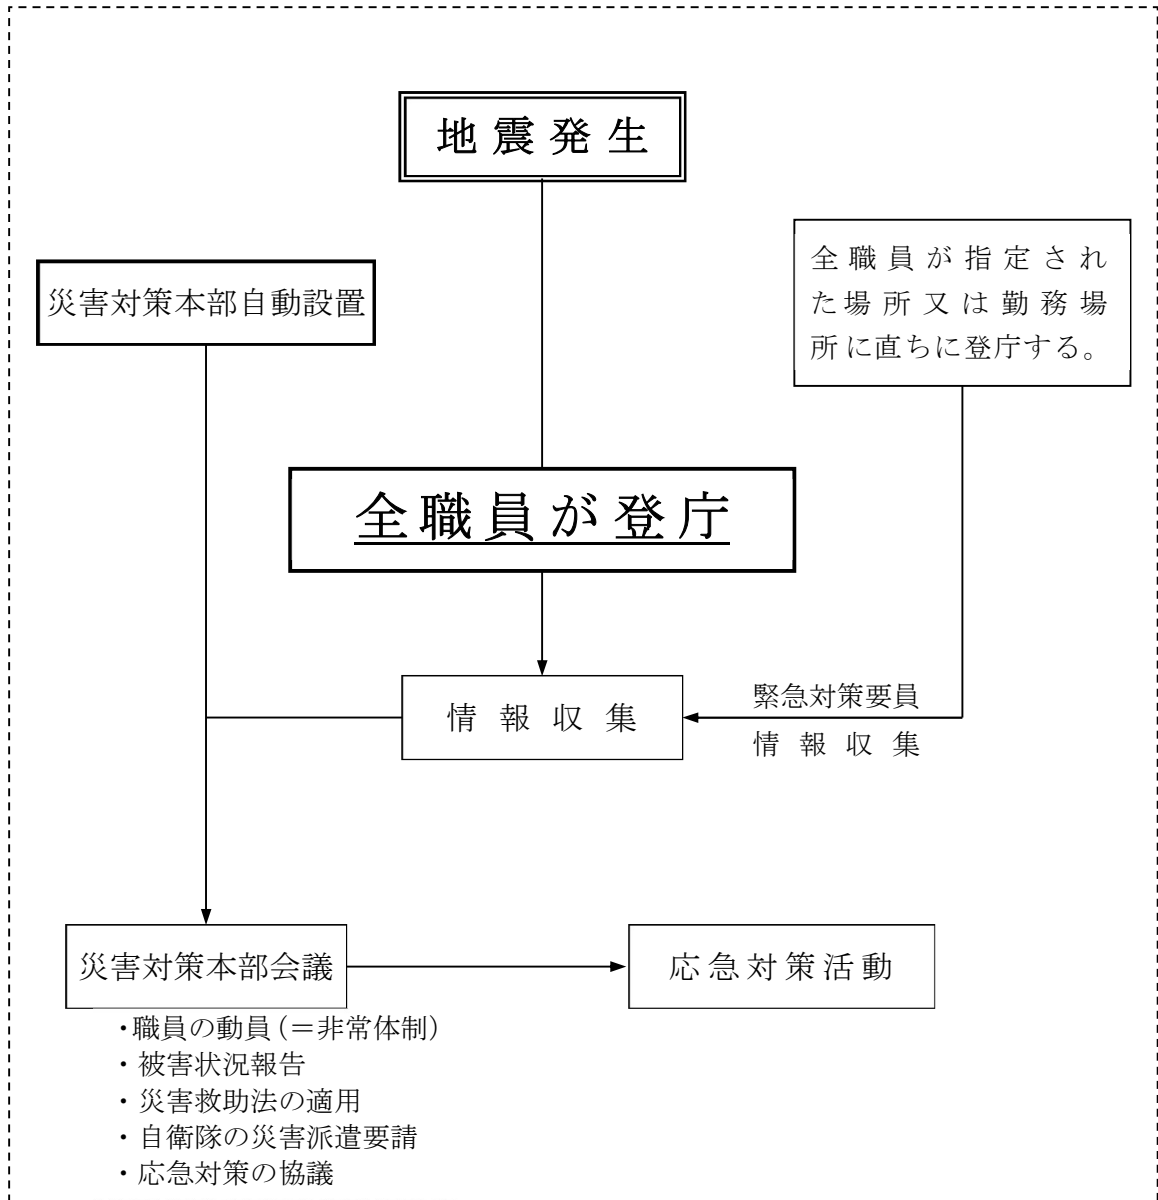 地震発生
災害対策本部自動設置
全職員が指定され
た場所又は勤務場
所に直ちに登庁する。
全職員が登庁
情報収集
緊急対策要員
情報収集
災害対策本部会議
応急対策活動
・職員の動員（＝非常体制）
・被害状況報告
・災害救助法の適用
・自衛隊の災害派遣要請
・応急対策の協議